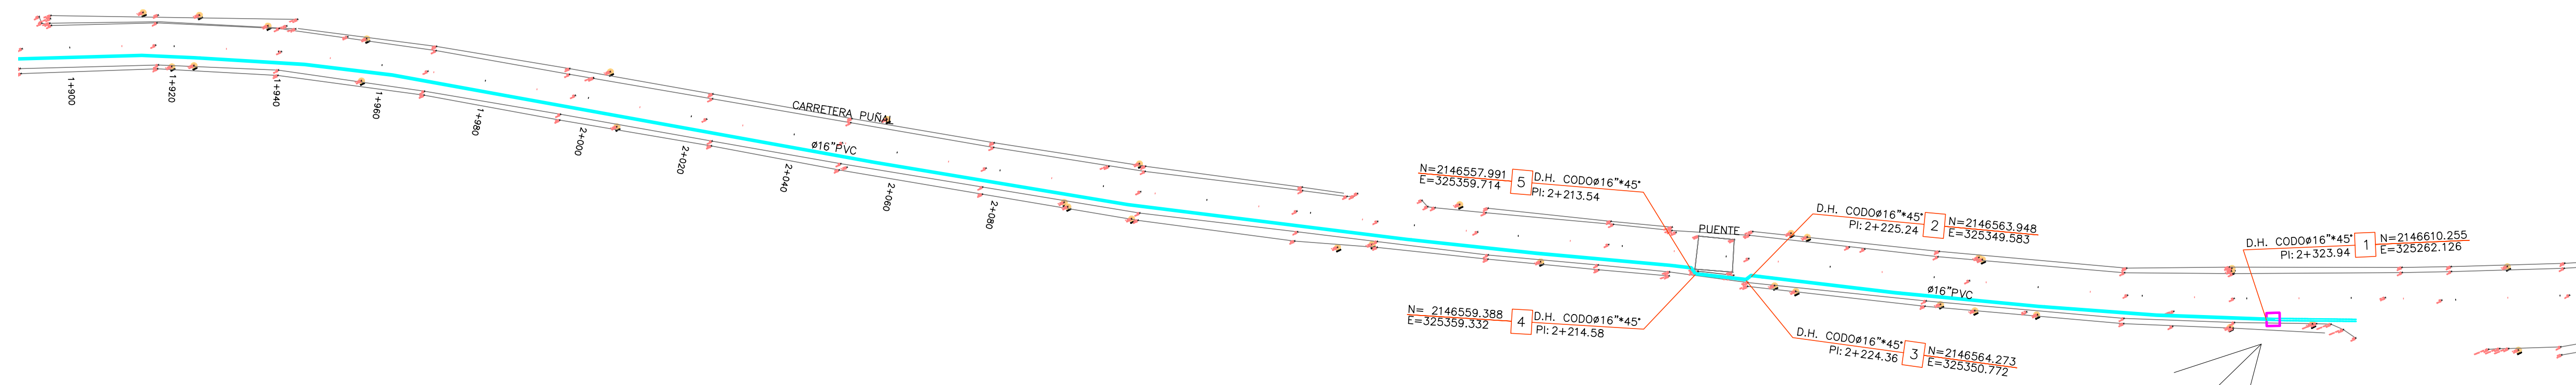 1+900
1+920
1+940
1+960
1+980
2+000
2+020
2+040
2+060
2+080
CARRETERA PUÑAL
ø16"PVC
N=2146557.991
E=325359.714
5
D.H. CODOø16"*45°
PI: 2+213.54
N= 2146559.388
E=325359.332
4
D.H. CODOø16"*45°
PI: 2+214.58
PUENTE
D.H. CODOø16"*45°
PI: 2+225.24
2
N=2146563.948
E=325349.583
D.H. CODOø16"*45°
PI: 2+224.36
3
N=2146564.273
E=325350.772
ø16"PVC
D.H. CODOø16"*45°
PI: 2+323.94
1
N=2146610.255
E=325262.126